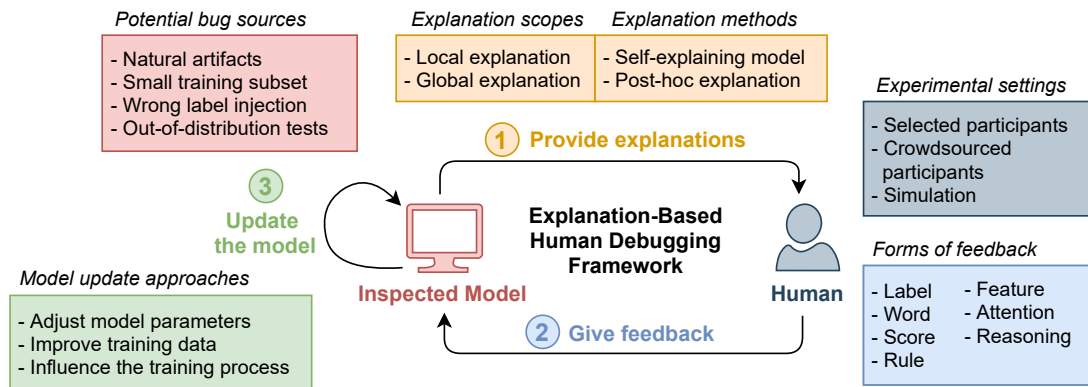 Potential bug sources
- Natural artifacts
- Small training subset
- Wrong label injection
- Out-of-distribution tests
Explanation scopes
- Local explanation
- Global explanation
Explanation methods
- Self-explaining model
- Post-hoc explanation
Experimental settings
- Selected participants
- Crowdsourced
participants
- Simulation
1 Provide explanations
3
Update
the model
Explanation-Based
Human Debugging
Framework
Inspected Model
Human
2 Give feedback
Model update approaches
- Adjust model parameters
- Improve training data
- Influence the training process
Forms of feedback
- Label
- Word
- Score
- Rule
- Feature
- Attention
- Reasoning